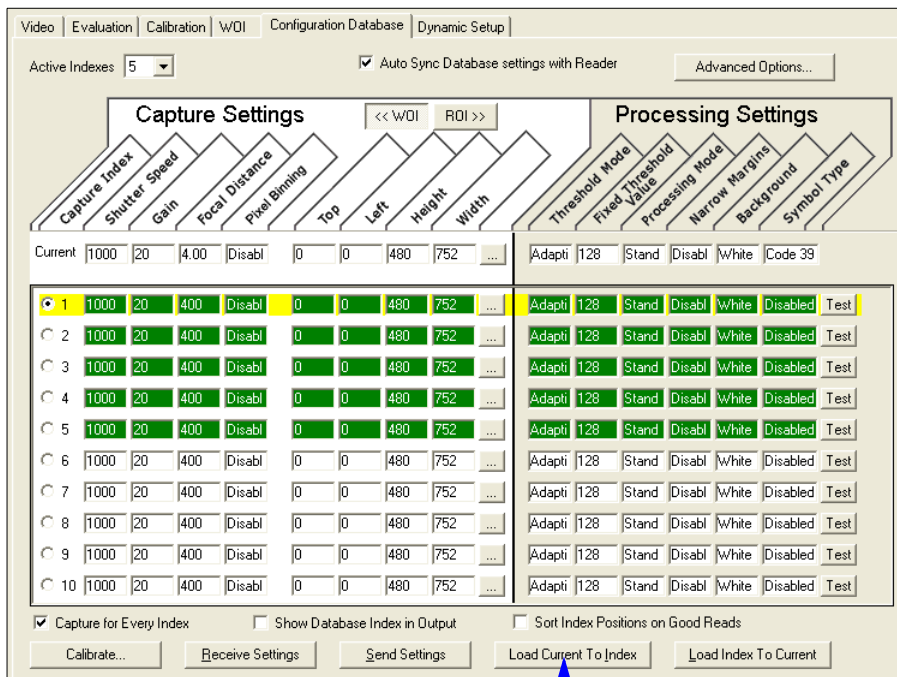 Video Evaluation Calibration WOI Configuration Database Dynamic Setup
Active Indexes 5 Auto Sync Database settings with Reader Advanced Options...
Capture Settings << WOI ROI >> Processing Settings
Capture Index Shutter Speed Gain Focal Distance Pixel Binning Top Left Height Width Threshold Mode Fixed Threshold Value Processing Mode Narrow Margins Background Symbol Type
Current 1000 20 4.00 Disabl 0 0 480 752 ... Adapti 128 Stand Disabl White Code 39
1 1000 20 400 Disabl 0 0 480 752 ... Adapti 128 Stand Disabl White Disabled Test
2 1000 20 400 Disabl 0 0 480 752 ... Adapti 128 Stand Disabl White Disabled Test
3 1000 20 400 Disabl 0 0 480 752 ... Adapti 128 Stand Disabl White Disabled Test
4 1000 20 400 Disabl 0 0 480 752 ... Adapti 128 Stand Disabl White Disabled Test
5 1000 20 400 Disabl 0 0 480 752 ... Adapti 128 Stand Disabl White Disabled Test
6 1000 20 400 Disabl 0 0 480 752 ... Adapti 128 Stand Disabl White Disabled Test
7 1000 20 400 Disabl 0 0 480 752 ... Adapti 128 Stand Disabl White Disabled Test
8 1000 20 400 Disabl 0 0 480 752 ... Adapti 128 Stand Disabl White Disabled Test
9 1000 20 400 Disabl 0 0 480 752 ... Adapti 128 Stand Disabl White Disabled Test
10 1000 20 400 Disabl 0 0 480 752 ... Adapti 128 Stand Disabl White Disabled Test
Capture for Every Index Show Database Index in Output Sort Index Positions on Good Reads
Calibrate... Receive Settings Send Settings Load Current To Index Load Index To Current